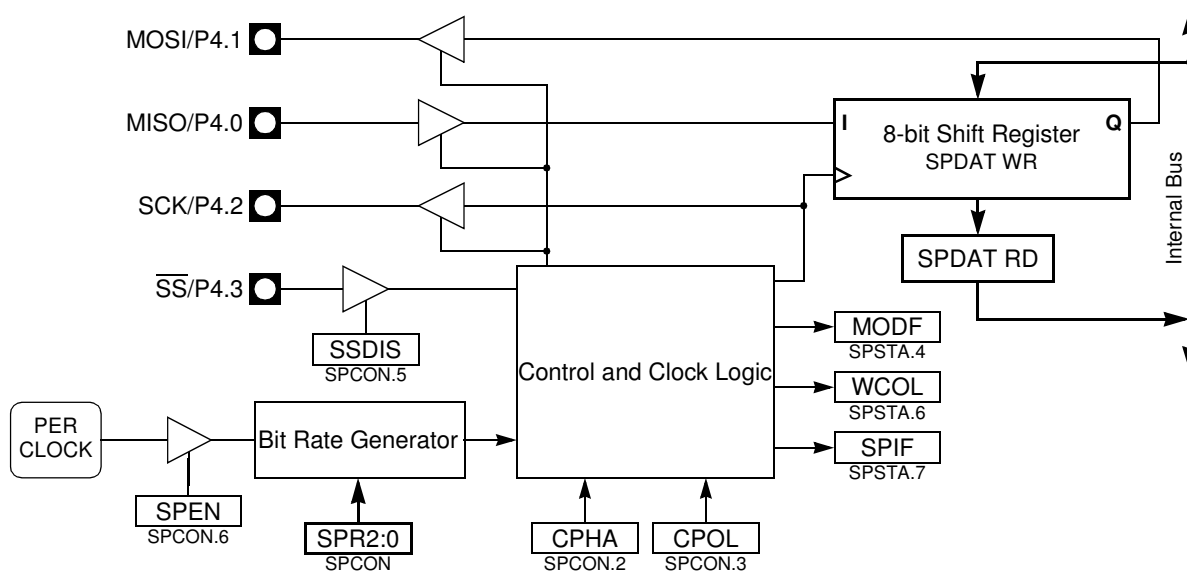 MOSI/P4.1
MISO/P4.0
I
8-bit Shift Register
Q
SPDAT WR
SCK/P4.2
Internal Bus
SPDAT RD
SS/P4.3
MODF
SPSTA.4
SSDIS
SPCON.5
Control and Clock Logic
WCOL
SPSTA.6
PER
CLOCK
Bit Rate Generator
SPIF
SPSTA.7
SPEN
SPCON.6
SPR2:0
SPCON
CPHA
SPCON.2
CPOL
SPCON.3